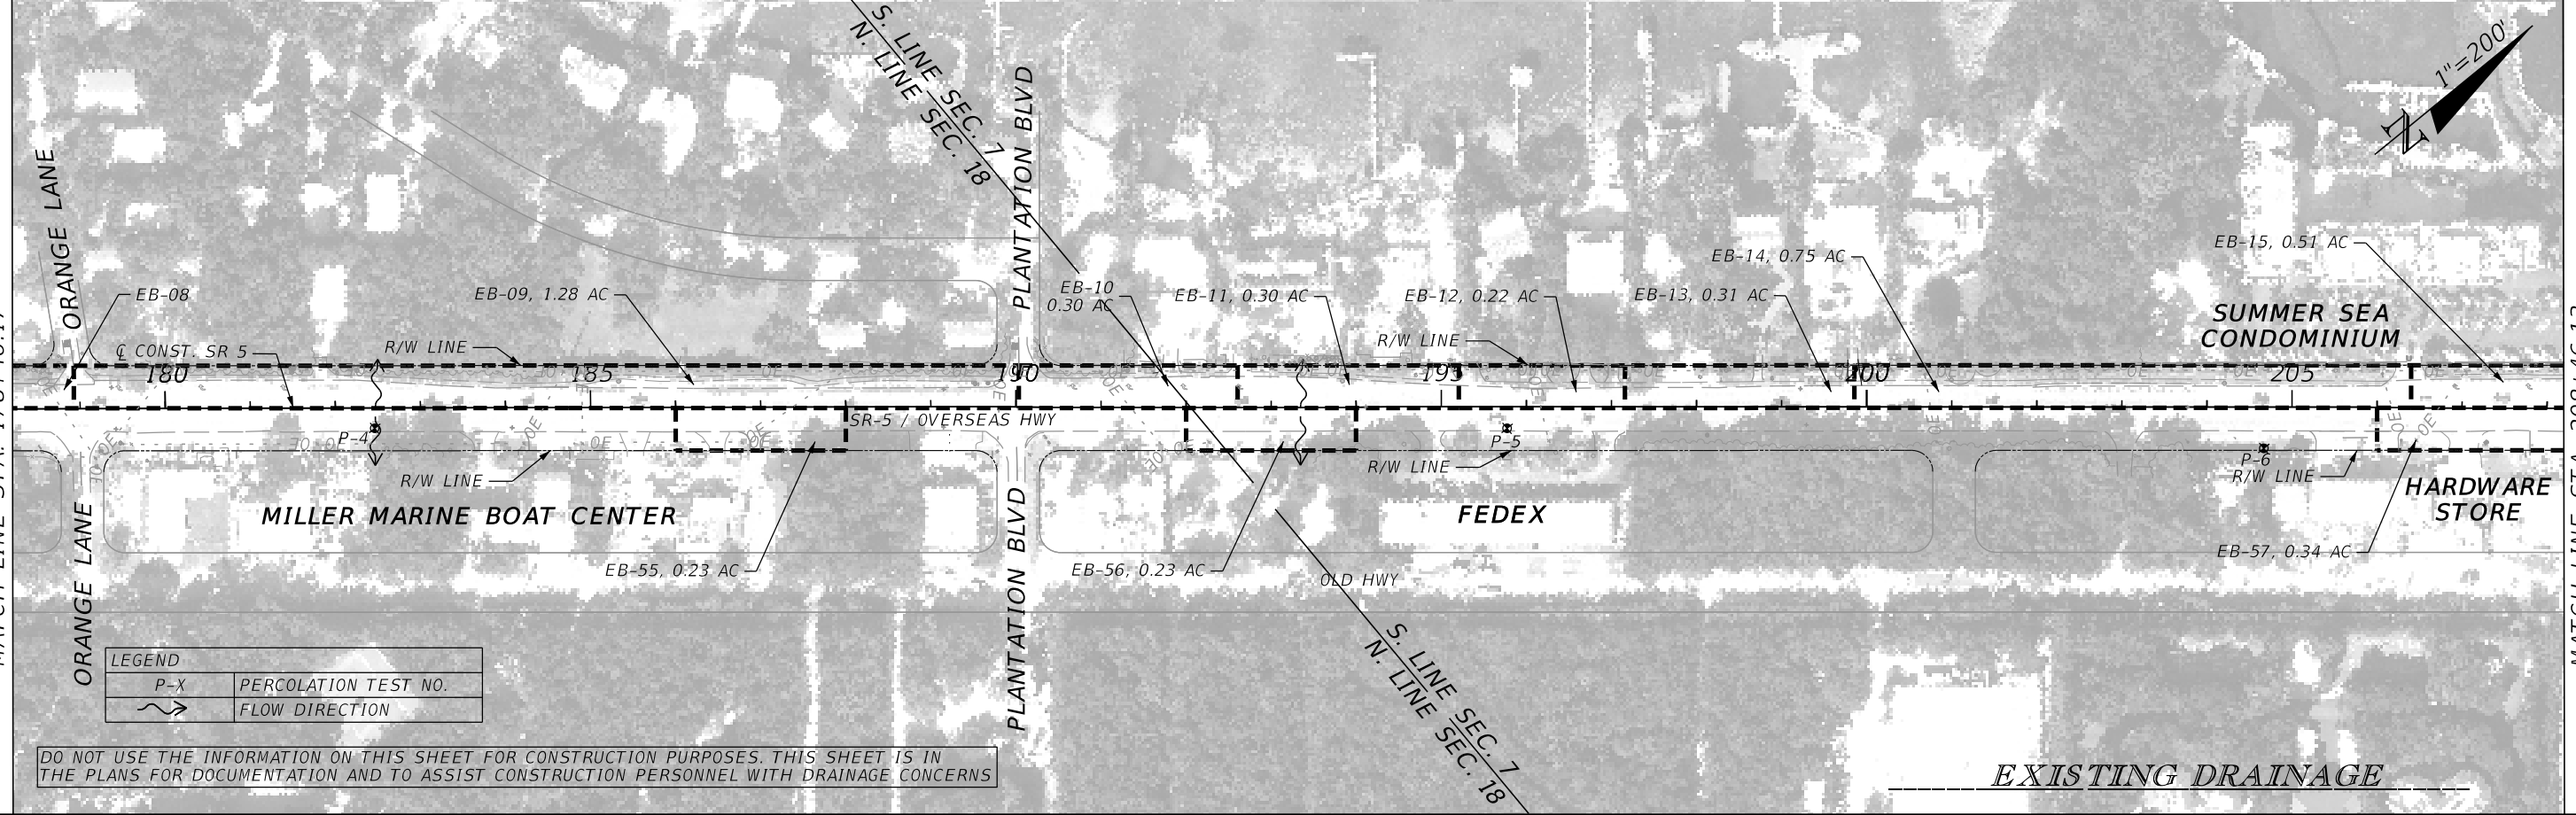 S. LINE SEC. 7
N. LINE SEC. 18
1"=200'
N
ORANGE LANE
PLANTATION BLVD
EB-08
EB-09, 1.28 AC
EB-10
0.30 AC
EB-11, 0.30 AC
EB-12, 0.22 AC
EB-13, 0.31 AC
EB-14, 0.75 AC
EB-15, 0.51 AC
SUMMER SEA
CONDOMINIUM
℄ CONST. SR 5
R/W LINE
R/W LINE
180
185
190
195
200
205
SR-5 / OVERSEAS HWY
P-4
P-5
P-6
R/W LINE
R/W LINE
R/W LINE
MILLER MARINE BOAT CENTER
FEDEX
HARDWARE
STORE
EB-55, 0.23 AC
EB-56, 0.23 AC
EB-57, 0.34 AC
OLD HWY
ORANGE LANE
PLANTATION BLVD
S. LINE SEC. 7
N. LINE SEC. 18
LEGEND
P-X PERCOLATION TEST NO.
FLOW DIRECTION
DO NOT USE THE INFORMATION ON THIS SHEET FOR CONSTRUCTION PURPOSES. THIS SHEET IS IN
THE PLANS FOR DOCUMENTATION AND TO ASSIST CONSTRUCTION PERSONNEL WITH DRAINAGE CONCERNS
EXISTING DRAINAGE